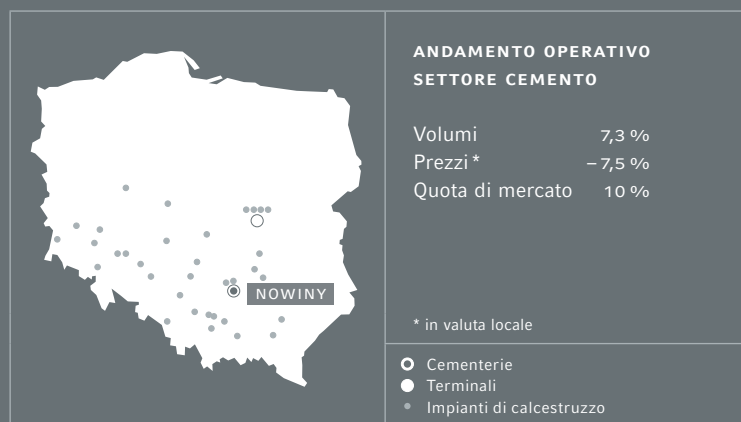 NOWINY
ANDAMENTO OPERATIVO
SETTORE CEMENTO
Volumi 7,3 %
Prezzi * –7,5 %
Quota di mercato 10 %
* in valuta locale
Cementerie
Terminali
Impianti di calcestruzzo